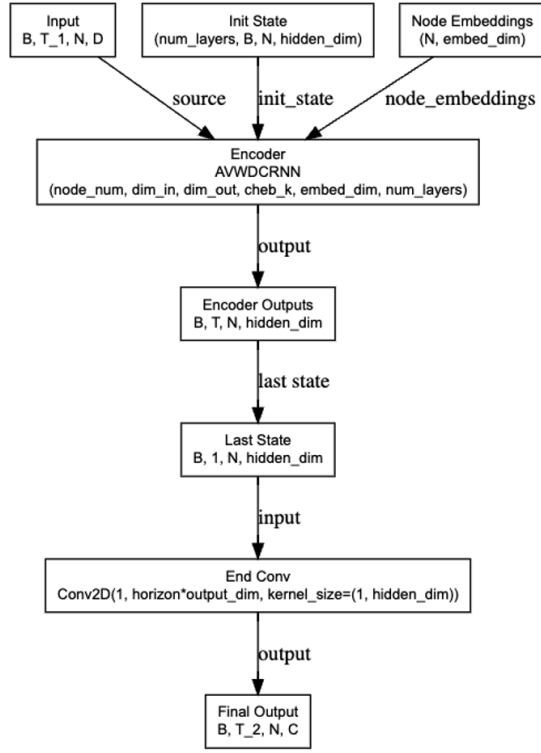 Input
B, T_1, N, D
Init State
(num_layers, B, N, hidden_dim)
Node Embeddings
(N, embed_dim)
source
init_state
node_embeddings
Encoder
AVWDCRNN
(node_num, dim_in, dim_out, cheb_k, embed_dim, num_layers)
output
Encoder Outputs
B, T, N, hidden_dim
last state
Last State
B, 1, N, hidden_dim
input
End Conv
Conv2D(1, horizon*output_dim, kernel_size=(1, hidden_dim))
output
Final Output
B, T_2, N, C